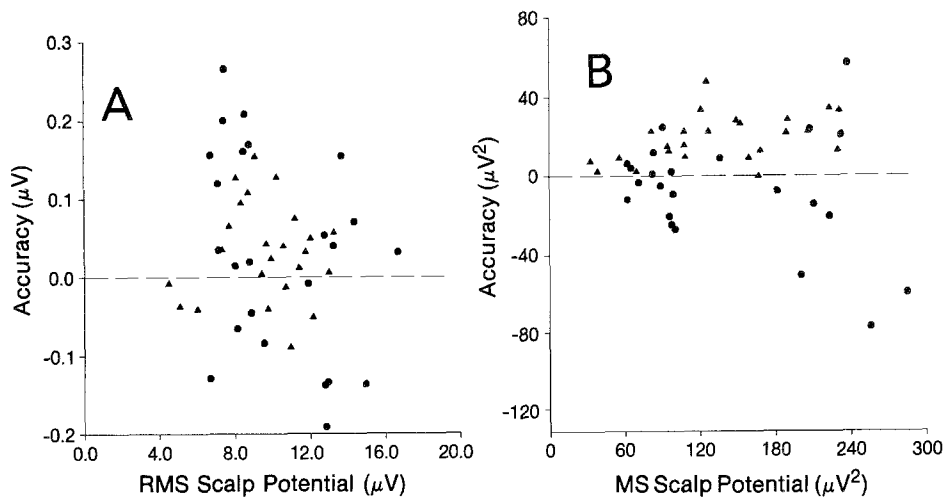 A
0.3
0.2
0.1
0.0
-0.1
-0.2
Accuracy (μV)
0.0 4.0 8.0 12.0 16.0 20.0
RMS Scalp Potential (μV)
B
80
40
0
-40
-80
-120
Accuracy (μV²)
0 60 120 180 240 300
MS Scalp Potential (μV²)